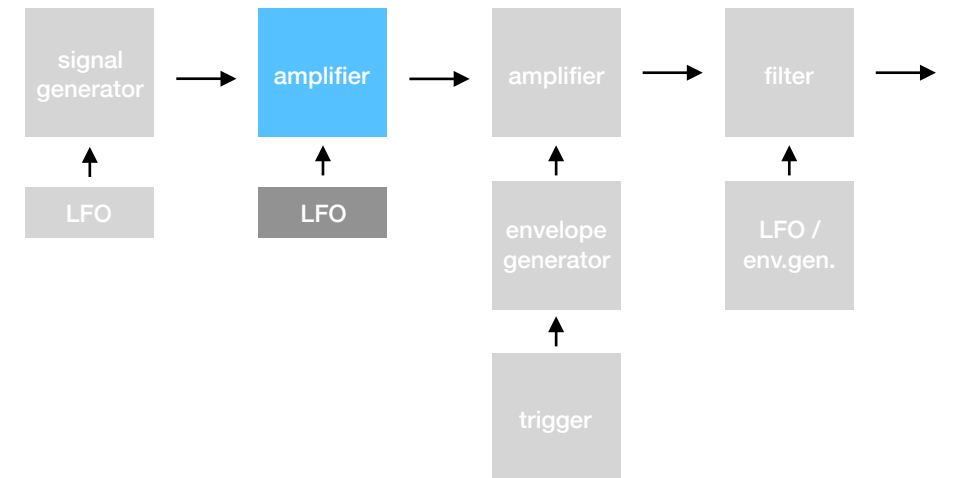 signal
generator
amplifier
amplifier
filter
LFO
LFO
envelope
generator
LFO /
env.gen.
trigger